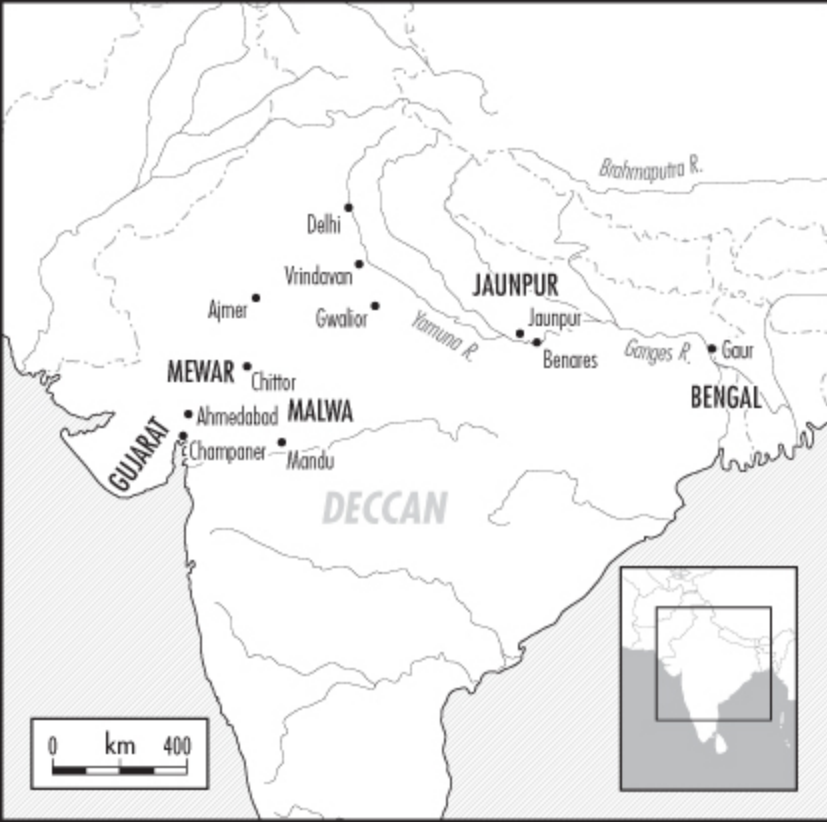 Brahmaputra R.
Delhi
Vrindavan
JAUNPUR
Ajmer
Gwalior
Jaunpur
Yamuna R.
Benares
Ganges R.
Gaur
MEWAR
Chittor
BENGAL
Ahmedabad
MALWA
GUJARAT
Champaner
Mandu
DECCAN
0 km 400